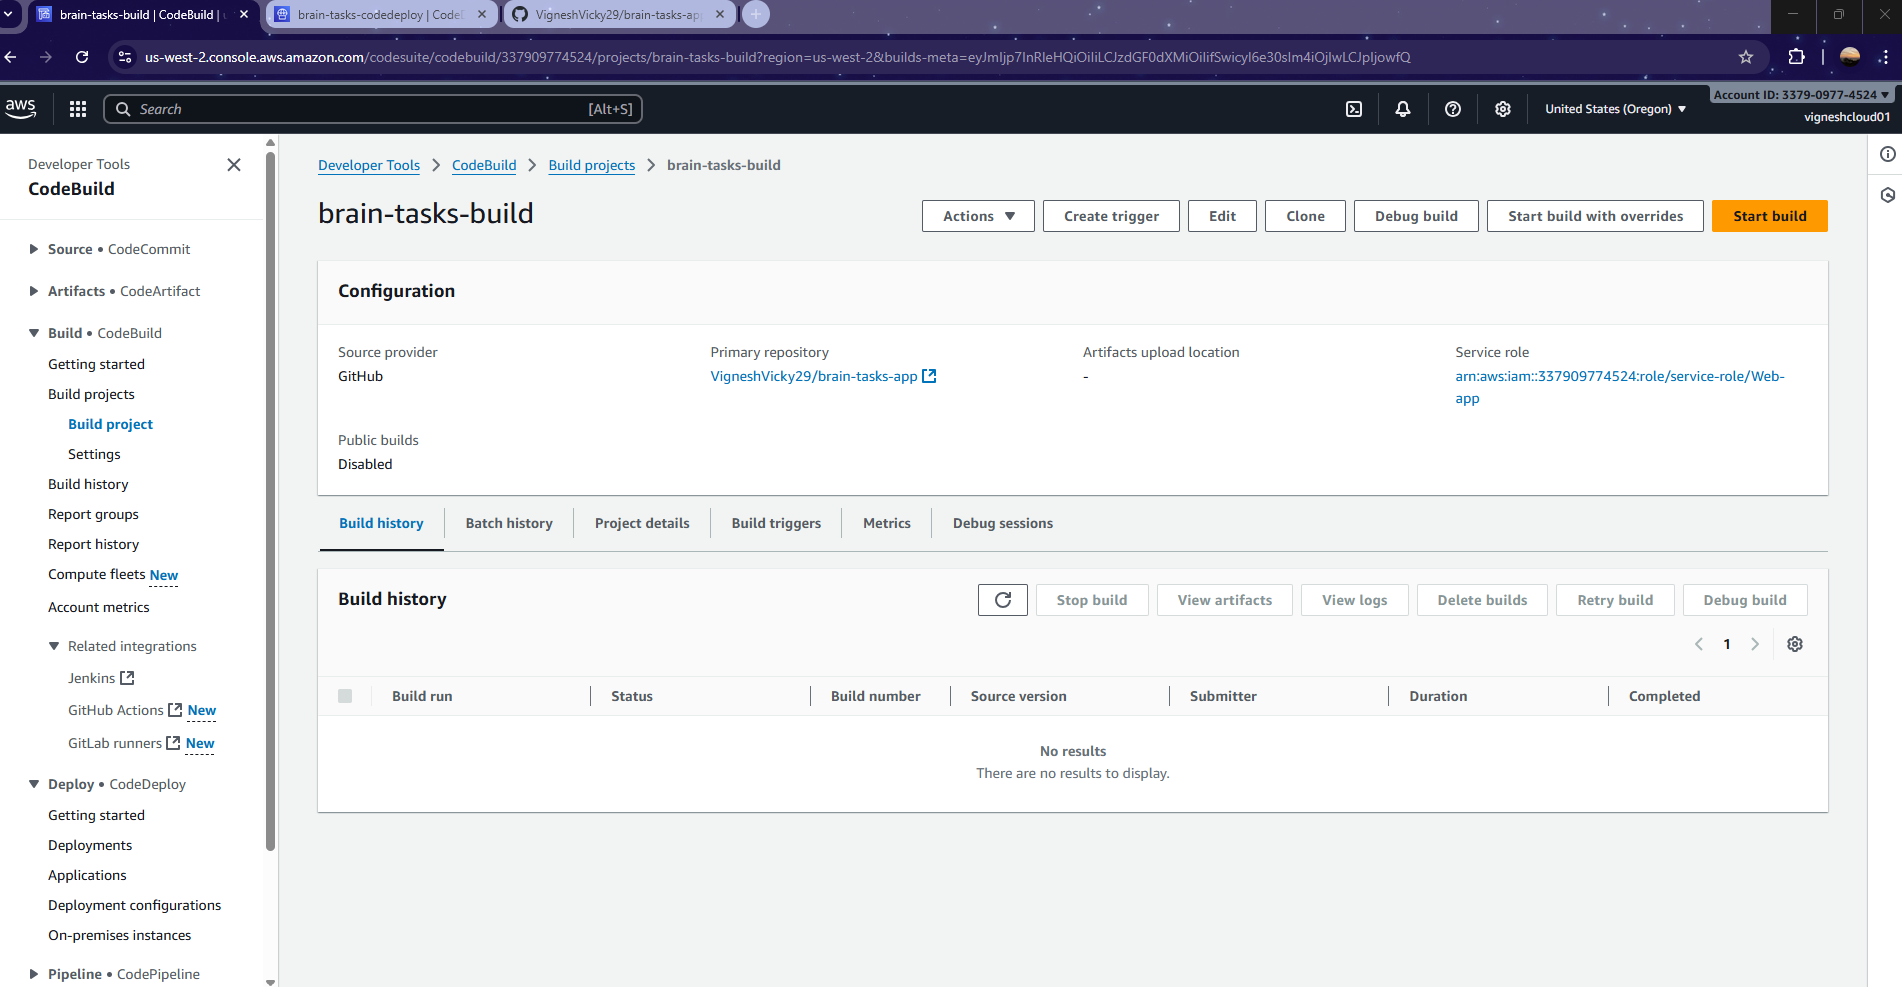 brain-tasks-build | CodeBuild | u
brain-tasks-codedeploy | CodeD
VigneshVicky29/brain-tasks-app
us-west-2.console.aws.amazon.com/codesuite/codebuild/337909774524/projects/brain-tasks-build?region=us-west-2&builds-meta=
aws
Search
[Alt+S]
United States (Oregon)
Account ID: 3379-0977-4524
vigneshcloud01
Developer Tools
CodeBuild
Source • CodeCommit
Artifacts • CodeArtifact
Build • CodeBuild
Getting started
Build projects
Build project
Settings
Build history
Report groups
Report history
Compute fleets New
Account metrics
Related integrations
Jenkins
GitHub Actions New
GitLab runners New
Deploy • CodeDeploy
Getting started
Deployments
Applications
Deployment configurations
On-premises instances
Pipeline • CodePipeline
Developer Tools > CodeBuild > Build projects > brain-tasks-build
brain-tasks-build
Actions
Create trigger
Edit
Clone
Debug build
Start build with overrides
Start build
Configuration
Source provider
GitHub
Primary repository
VigneshVicky29/brain-tasks-app
Artifacts upload location
-
Service role
arn:aws:iam::337909774524:role/service-role/Web-
app
Public builds
Disabled
Build history
Batch history
Project details
Build triggers
Metrics
Debug sessions
Build history
Stop build
View artifacts
View logs
Delete builds
Retry build
Debug build
1
Build run
Status
Build number
Source version
Submitter
Duration
Completed
No results
There are no results to display.